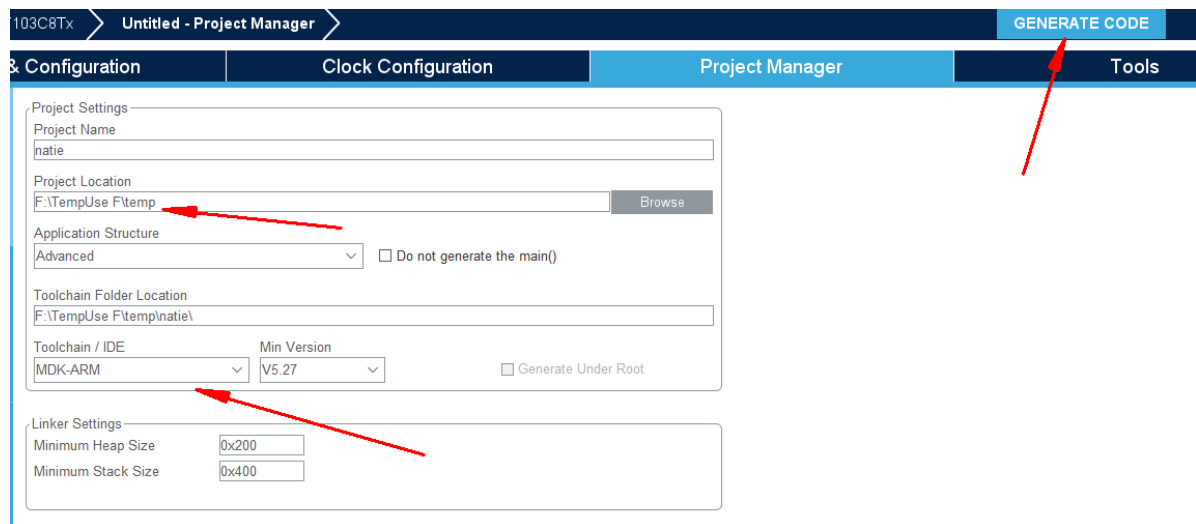 103C8Tx Untitled - Project Manager GENERATE CODE
& Configuration Clock Configuration Project Manager Tools
Project Settings
Project Name
natie
Project Location
F:\TempUse F\temp Browse
Application Structure
Advanced Do not generate the main()
Toolchain Folder Location
F:\TempUse F\temp\natie\
Toolchain / IDE Min Version
MDK-ARM V5.27 Generate Under Root
Linker Settings
Minimum Heap Size 0x200
Minimum Stack Size 0x400